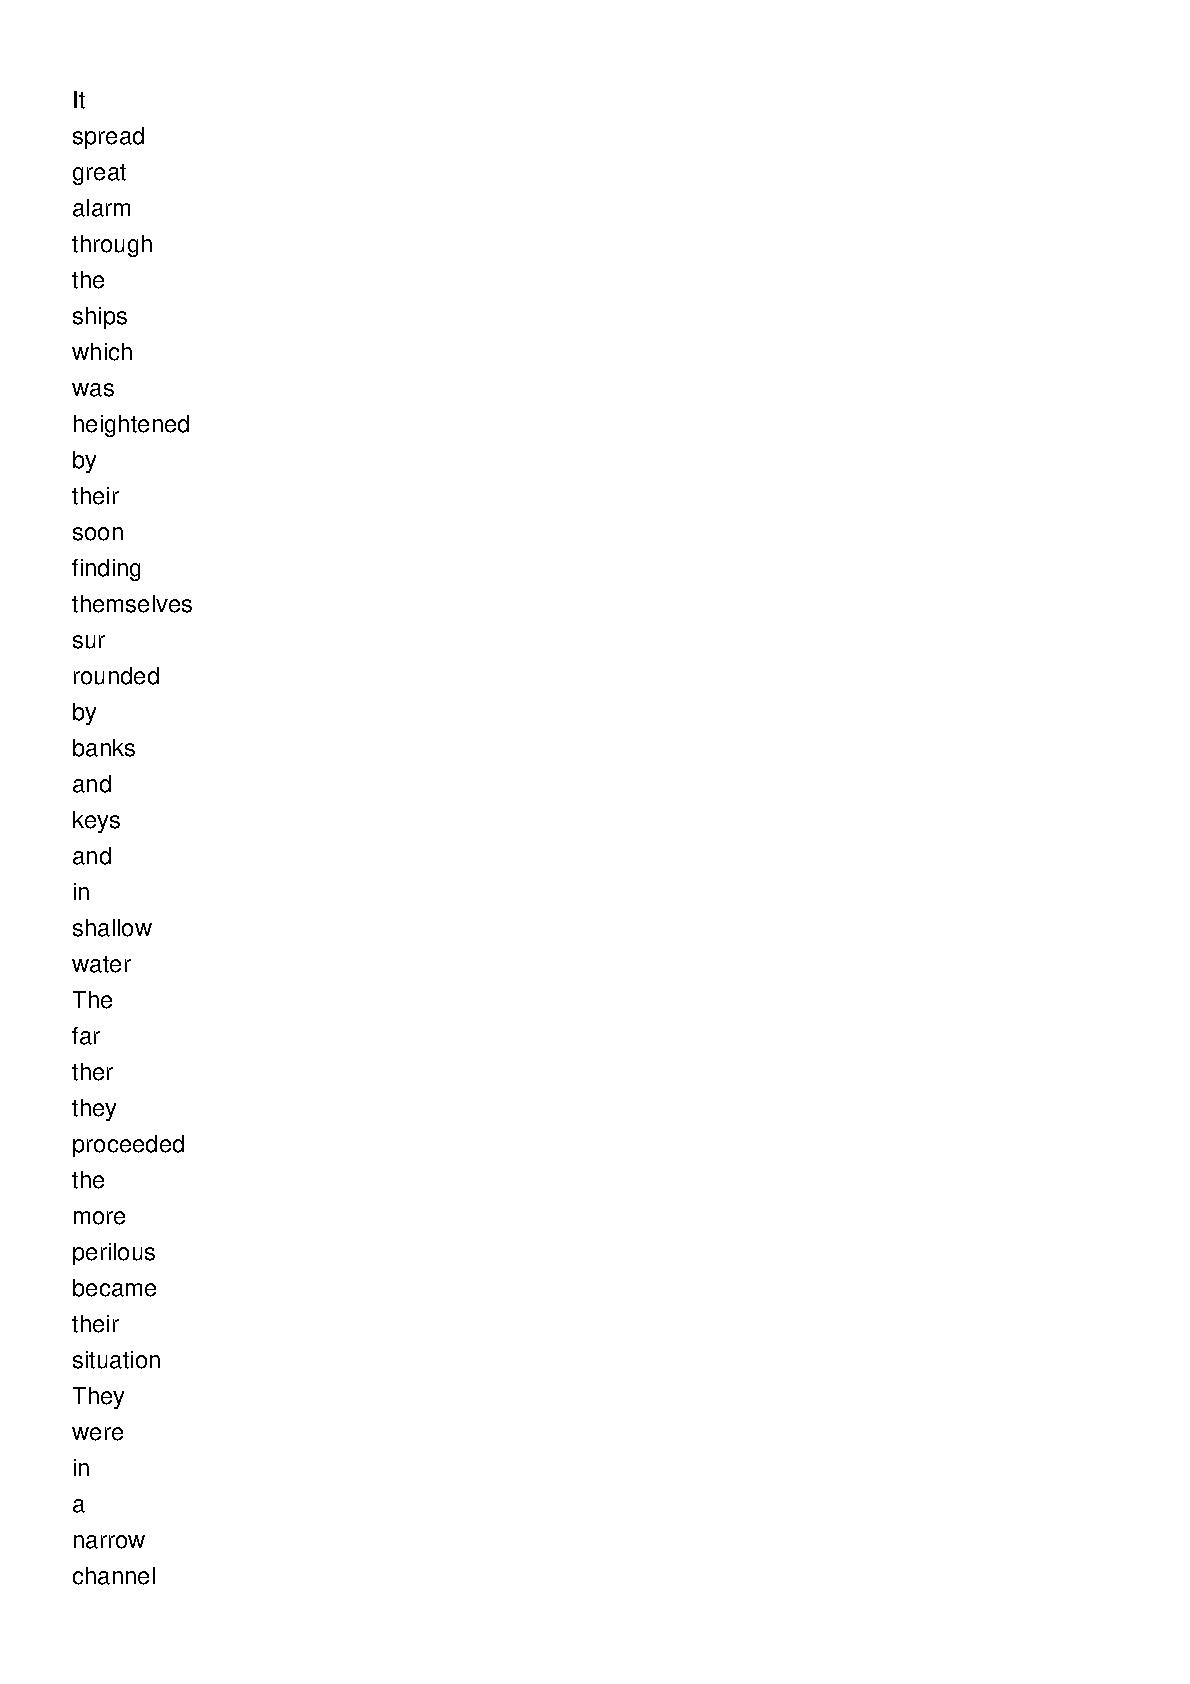 It
spread
great
alarm
through
the
ships
which
was
heightened
by
their
soon
finding
themselves
sur
rounded
by
banks
and
keys
and
in
shallow
water
The
far
ther
they
proceeded
the
more
perilous
became
their
situation
They
were
in
a
narrow
channel